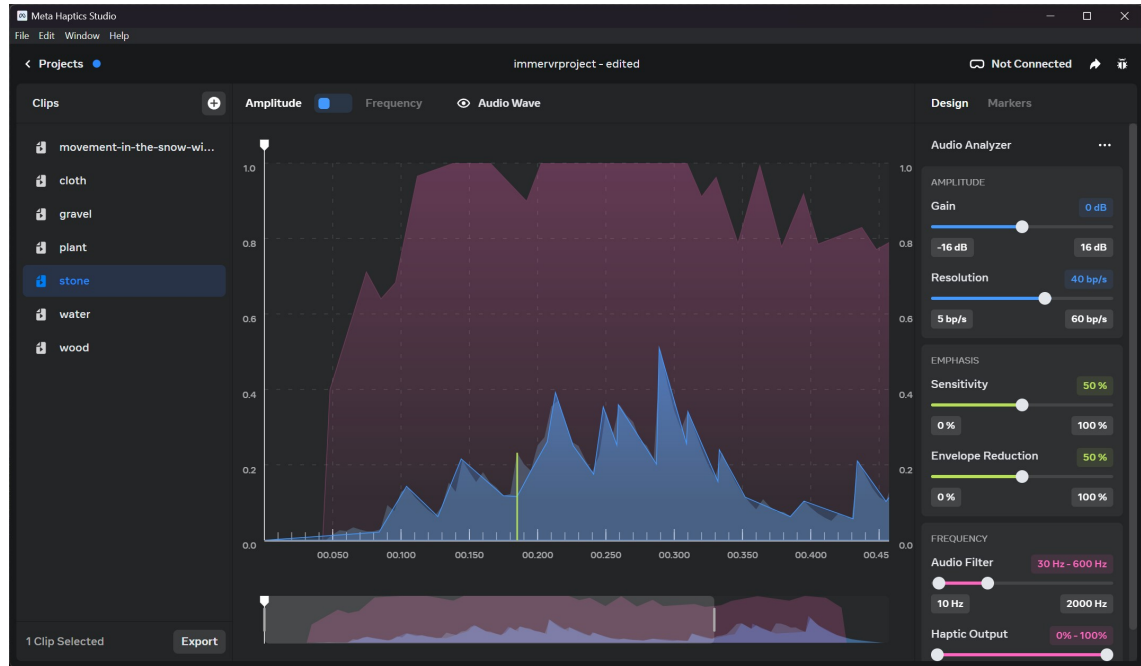 Meta Haptics Studio
File Edit Window Help
Projects
immervrproject - edited
Not Connected
Clips
Amplitude
Frequency
Audio Wave
Design
Markers
movement-in-the-snow-wi...
cloth
gravel
plant
stone
water
wood
1.0
0.8
0.6
0.4
0.2
0.0
00.050
00.100
00.150
00.200
00.250
00.300
00.350
00.400
00.45
1.0
0.8
0.6
0.4
0.2
0.0
Audio Analyzer
AMPLITUDE
Gain
0 dB
-16 dB
16 dB
Resolution
40 bp/s
5 bp/s
60 bp/s
EMPHASIS
Sensitivity
50 %
0 %
100 %
Envelope Reduction
50 %
0 %
100 %
FREQUENCY
Audio Filter
30 Hz - 600 Hz
10 Hz
2000 Hz
Haptic Output
0% - 100%
1 Clip Selected
Export